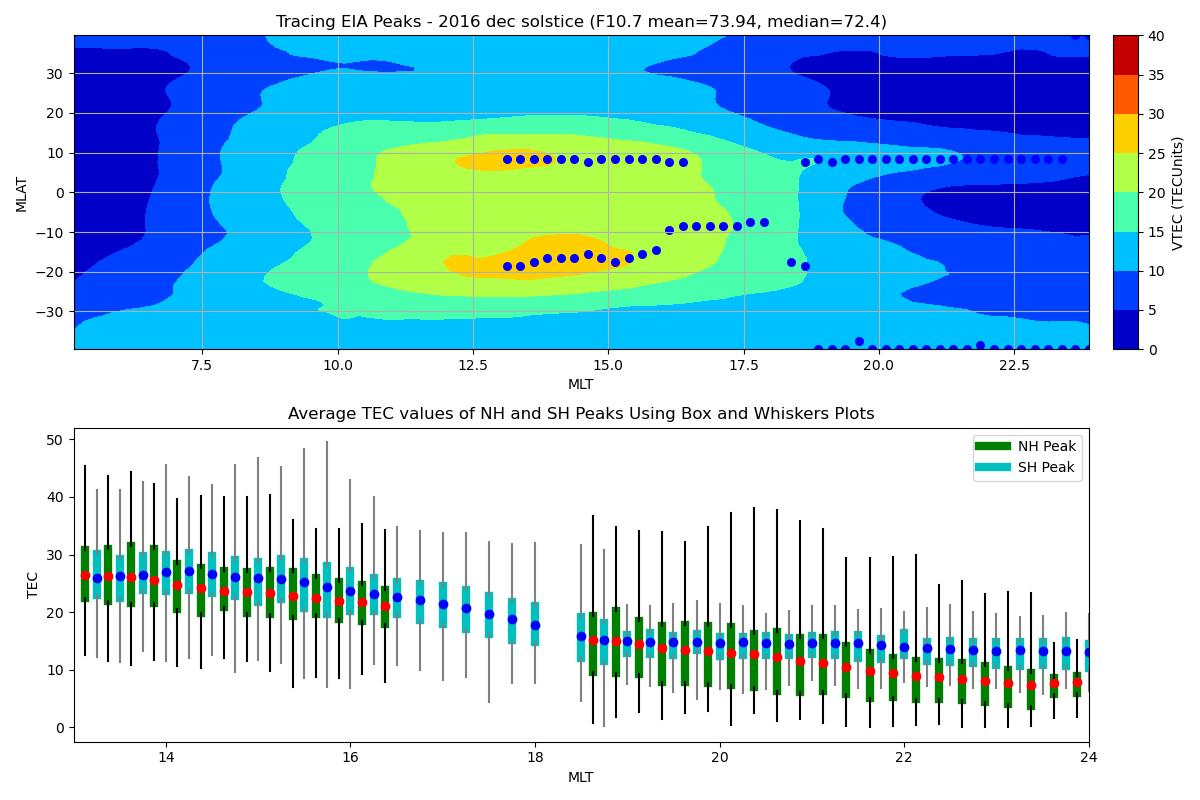 Tracing EIA Peaks - 2016 dec solstice (F10.7 mean=73.94, median=72.4)
MLAT
30
20
10
0
−10
−20
−30
7.5 10.0 12.5 15.0 17.5 20.0 22.5
MLT
40
35
30
25
20
15
10
5
0
VTEC (TECUnits)
Average TEC values of NH and SH Peaks Using Box and Whiskers Plots
TEC
50
40
30
20
10
0
NH Peak
SH Peak
14 16 18 20 22 24
MLT